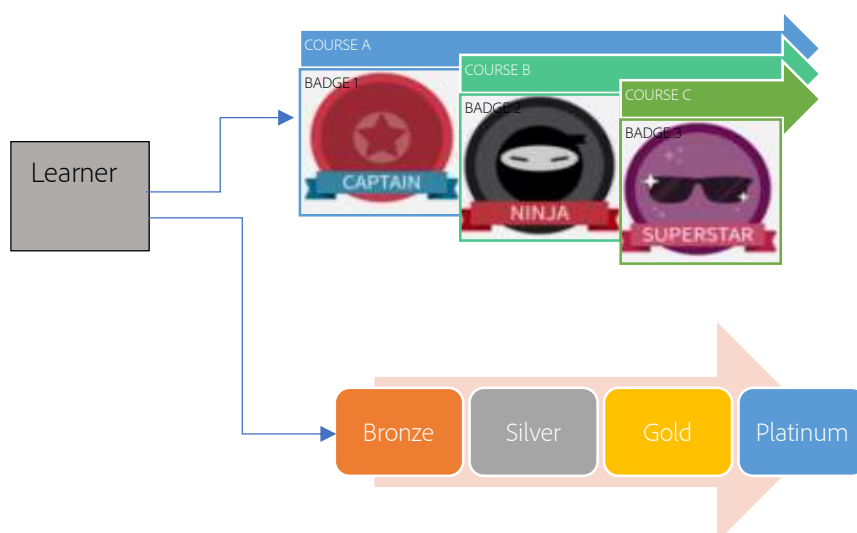 COURSE A
BADGE 1
CAPTAIN
COURSE B
BADGE 2
NINJA
COURSE C
BADGE 3
SUPERSTAR
Learner
Bronze
Silver
Gold
Platinum